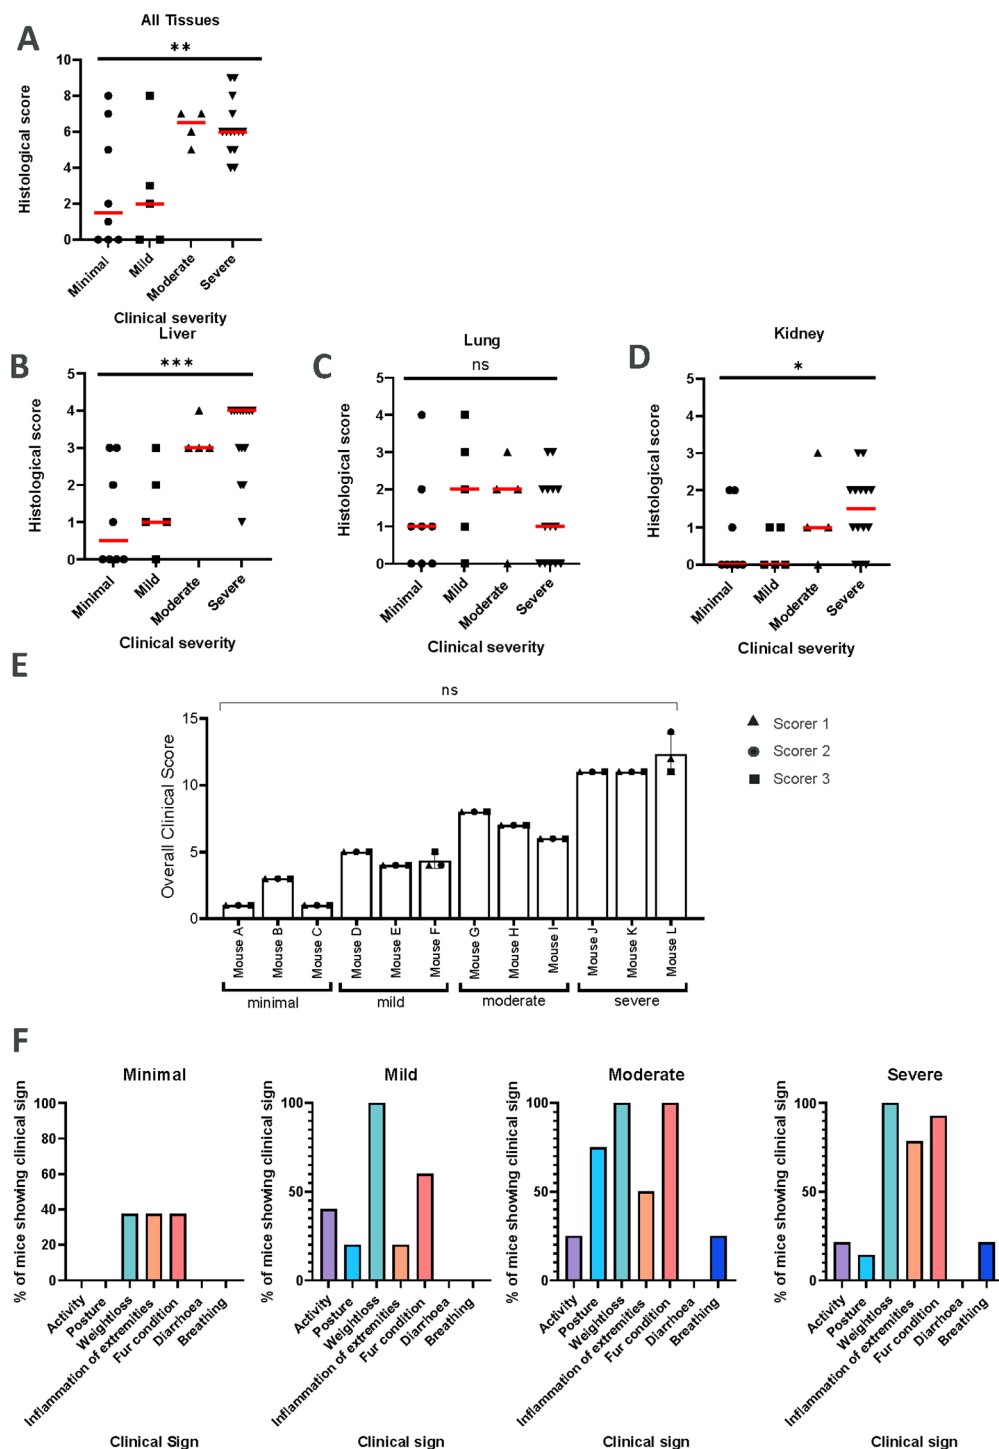 All Tissues
A
**
10
8
6
4
2
0
Histological score
Minimal
Mild
Moderate
Severe
Clinical severity
Liver
B
***
5
4
3
2
1
0
Histological score
Minimal
Mild
Moderate
Severe
Clinical severity
Lung
C
ns
5
4
3
2
1
0
Histological score
Minimal
Mild
Moderate
Severe
Clinical severity
Kidney
D
*
5
4
3
2
1
0
Histological score
Minimal
Mild
Moderate
Severe
Clinical severity
E
ns
15
10
5
0
Overall Clinical Score
Scorer 1
Scorer 2
Scorer 3
Mouse A
Mouse B
Mouse C
Mouse D
Mouse E
Mouse F
Mouse G
Mouse H
Mouse I
Mouse J
Mouse K
Mouse L
minimal
mild
moderate
severe
F
Minimal
% of mice showing clinical sign
100
80
60
40
20
0
Activity
Posture
Weightloss
Inflammation of extremities
Fur condition
Diarrhoea
Breathing
Clinical Sign
Mild
% of mice showing clinical sign
100
50
0
Activity
Posture
Weightloss
Inflammation of extremities
Fur condition
Diarrhoea
Breathing
Clinical sign
Moderate
% of mice showing clinical sign
100
50
0
Activity
Posture
Weightloss
Inflammation of extremities
Fur condition
Diarrhoea
Breathing
Clinical sign
Severe
% of mice showing clinical sign
100
50
0
Activity
Posture
Weightloss
Inflammation of extremities
Fur condition
Diarrhoea
Breathing
Clinical sign